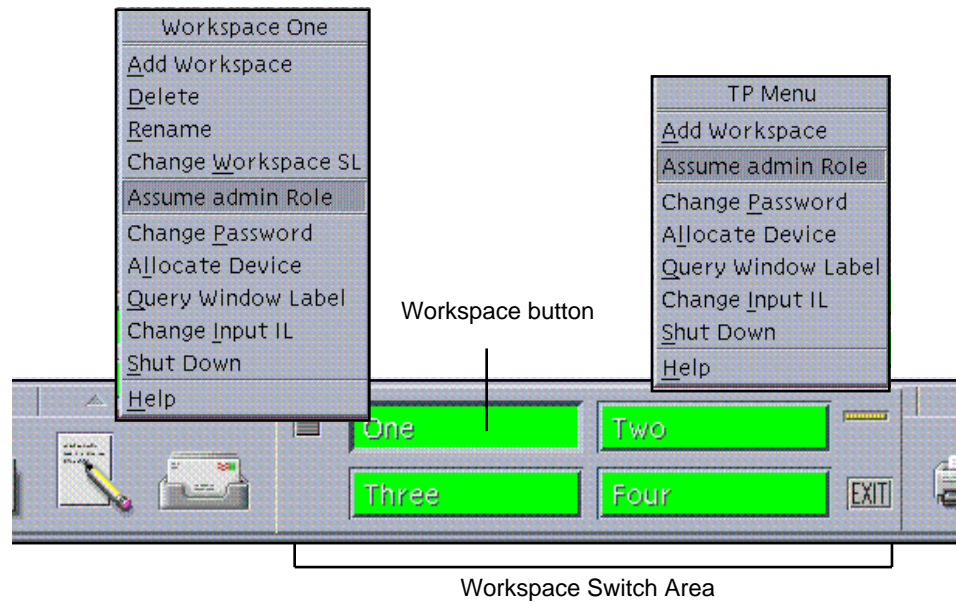 Workspace One
Add Workspace
Delete
Rename
Change Workspace SL
Assume admin Role
Change Password
Allocate Device
Query Window Label
Change Input IL
Shut Down
Help
TP Menu
Add Workspace
Assume admin Role
Change Password
Allocate Device
Query Window Label
Change Input IL
Shut Down
Help
Workspace button
One
Two
Three
Four
EXIT
Workspace Switch Area